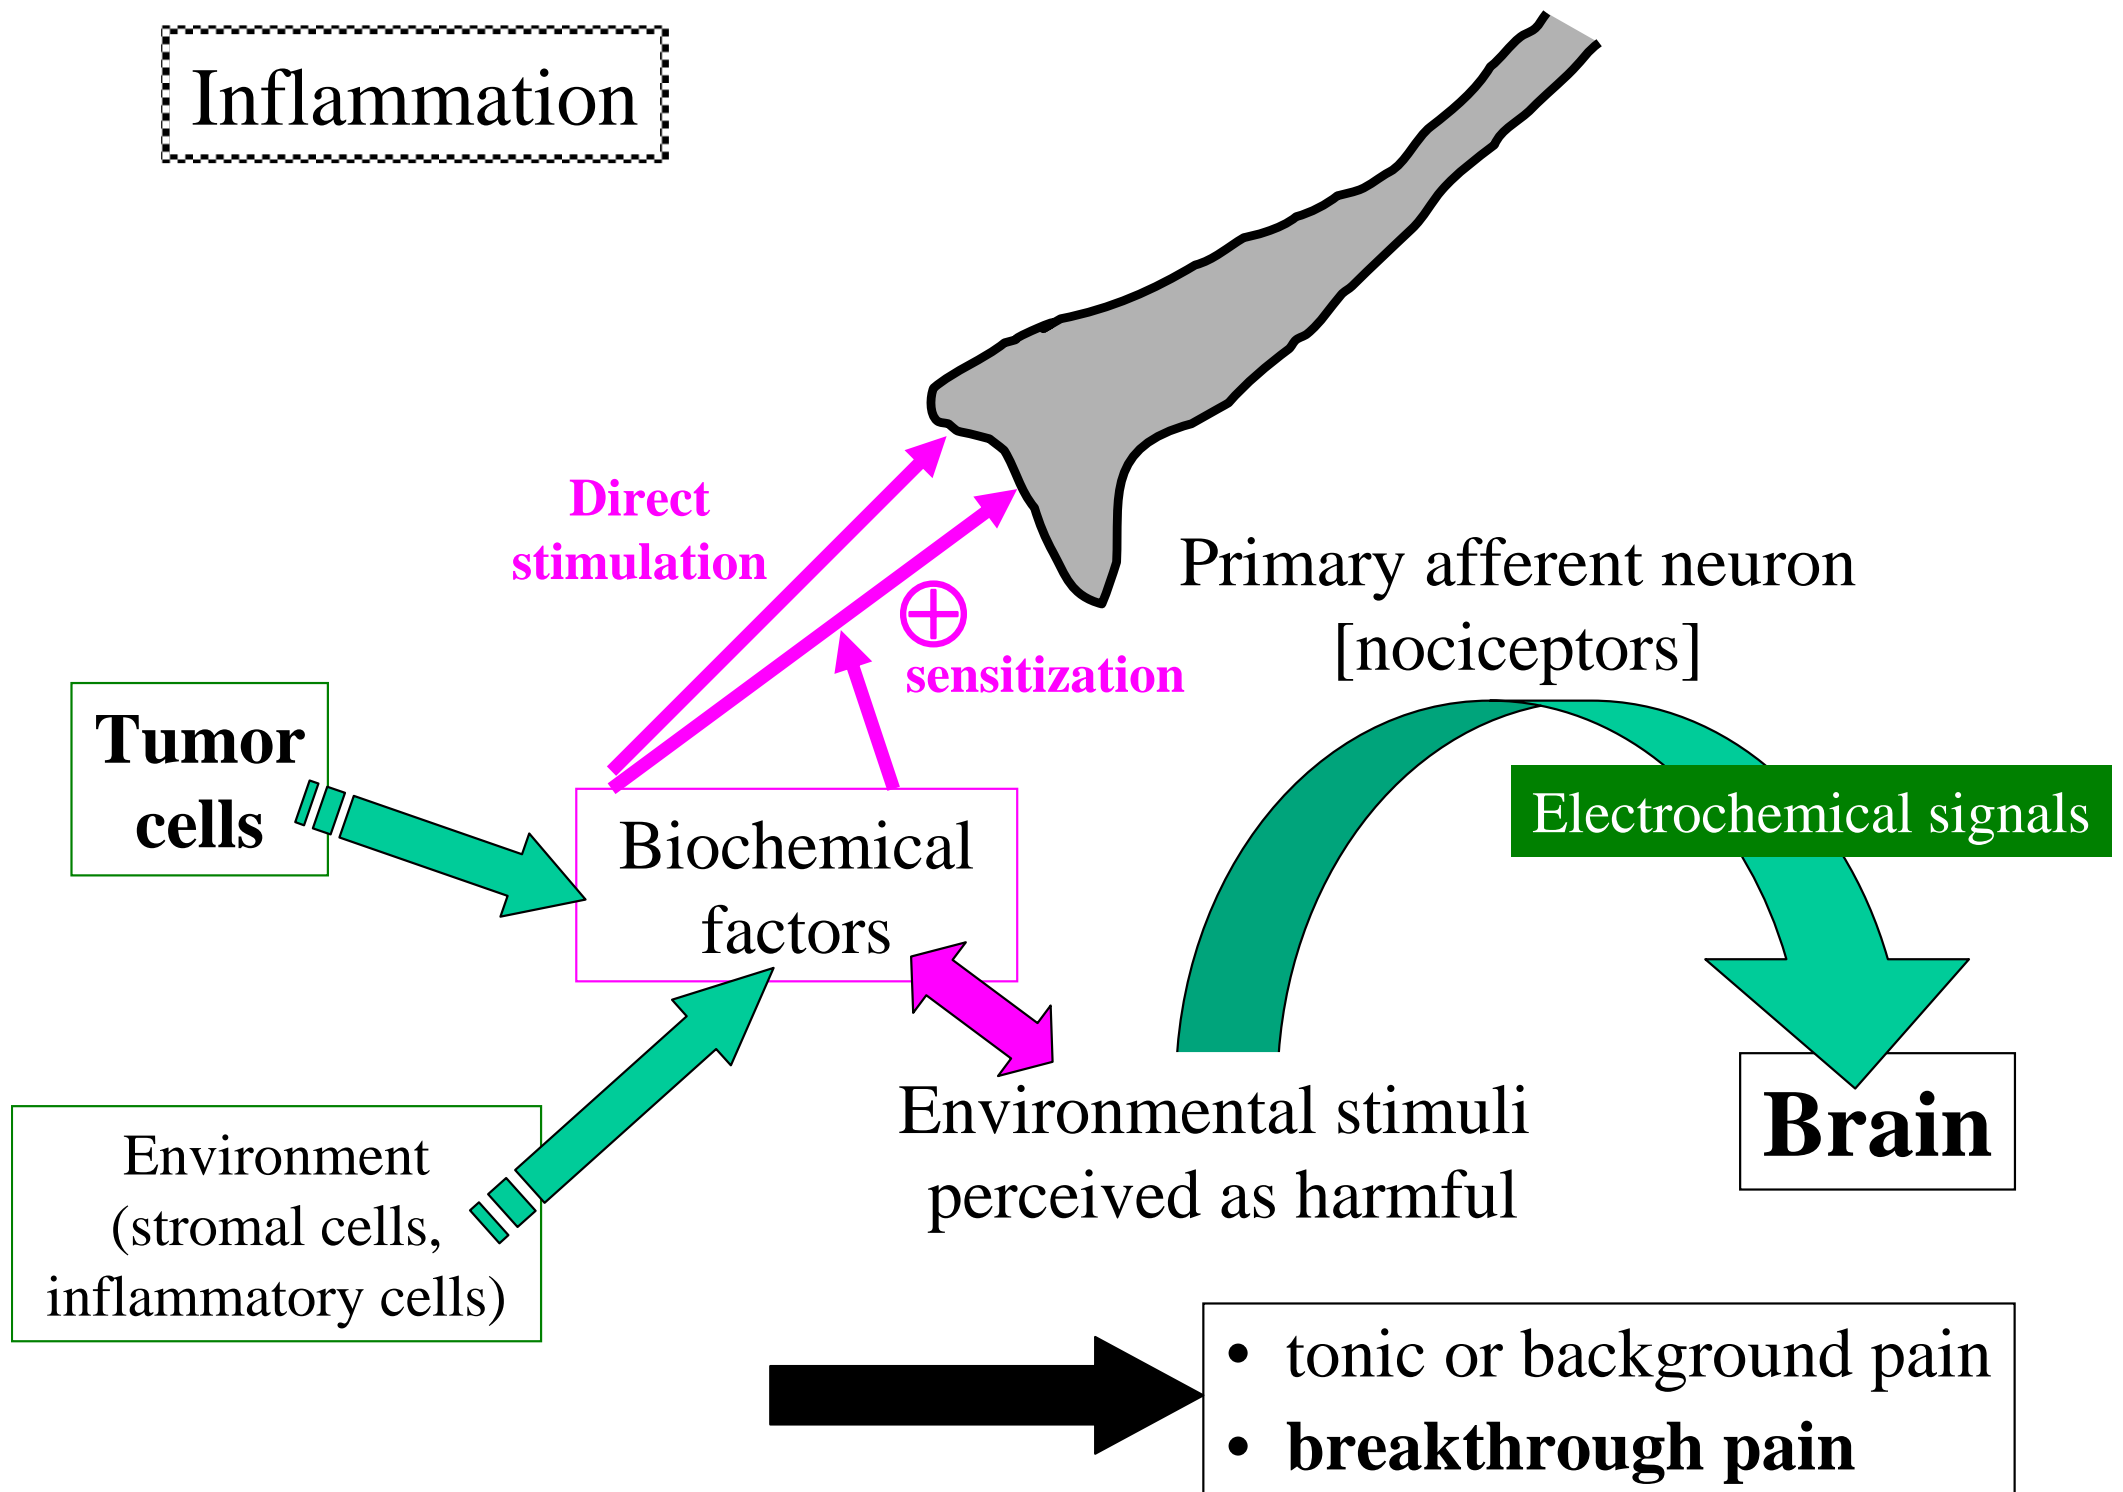 Inflammation
Direct
stimulation
sensitization
Primary afferent neuron
[nociceptors]
Tumor
cells
Electrochemical signals
Biochemical
factors
Environmental stimuli
perceived as harmful
Brain
Environment
(stromal cells,
inflammatory cells)
• tonic or background pain
• breakthrough pain